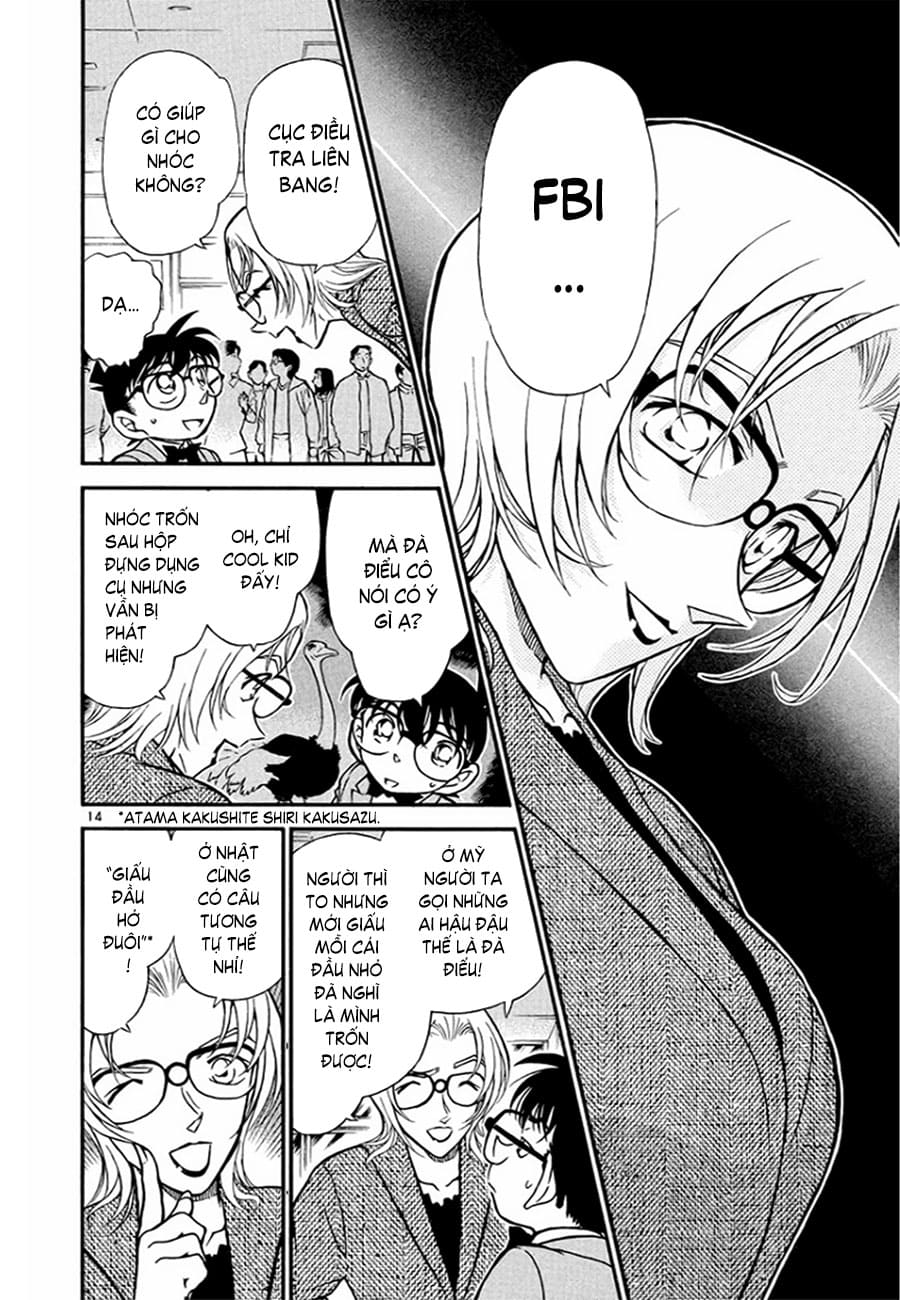 FBI
...
CỤC ĐIỀU
TRA LIÊN
BANG!
CÓ GIÚP
GÌ CHO
NHÓC
KHÔNG?
DẠ...
MÀ ĐÀ
ĐIỂU CÔ
NÓI CÓ Ý
GÌ Ạ?
OH, CHỈ
COOL KID
ĐẤY!
NHÓC TRỐN
SAU HỘP
ĐỰNG DỤNG
CỤ NHƯNG
VẪN BỊ
PHÁT
HIỆN!
14
*ATAMA KAKUSHITE SHIRI KAKUSAZU.
Ở MỸ
NGƯỜI TA
GỌI NHỮNG
AI HẬU ĐẬU
THẾ LÀ ĐÀ
ĐIỂU!
NGƯỜI THÌ
TO NHƯNG
MỚI GIẤU
MỖI CÁI
ĐẦU NHỎ
ĐÃ NGHĨ
LÀ MÌNH
TRỐN
ĐƯỢC!
Ở NHẬT
CŨNG
CÓ CÂU
TƯƠNG
TỰ THẾ
NHỈ!
"GIẤU
ĐẦU
HỞ
ĐUÔI"*
!